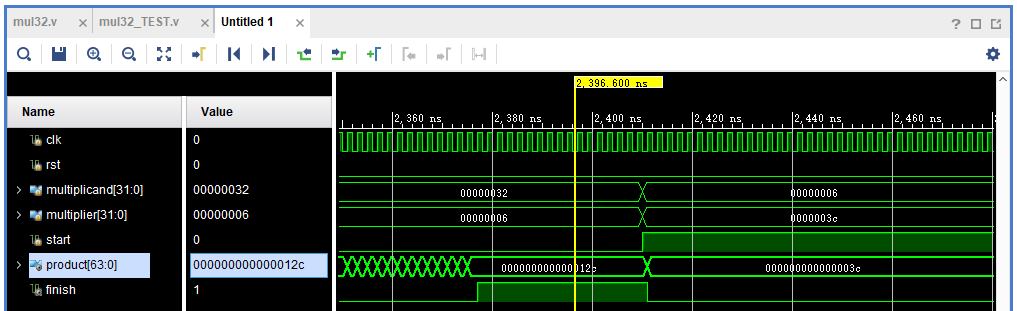 mul32.v × mul32_TEST.v × Untitled 1 ×
?
2,396.600 ns
Name Value
2,360 ns 2,380 ns 2,400 ns 2,420 ns 2,440 ns 2,460 ns
clk 0
rst 0
multiplicand[31:0] 00000032 00000032 00000006
multiplier[31:0] 00000006 00000006 0000003c
start 0
product[63:0] 000000000000012c 000000000000012c 000000000000003c
finish 1